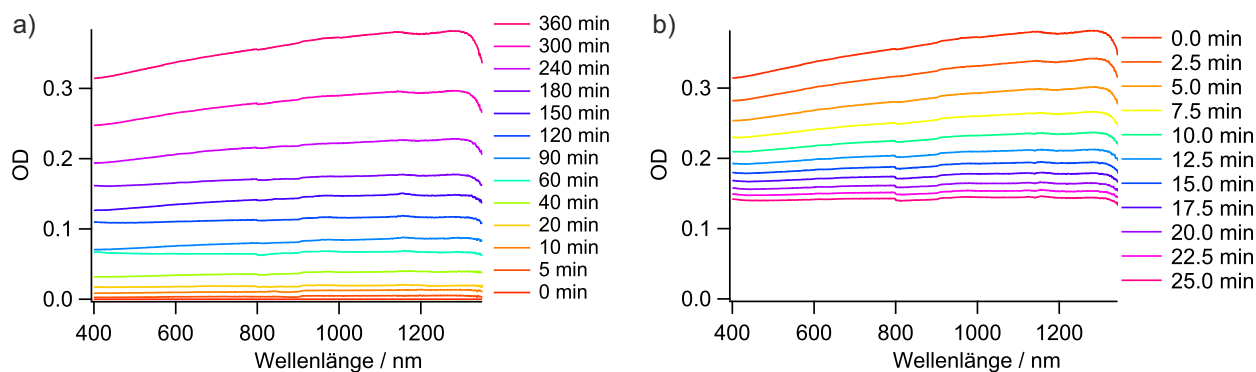 a)
OD
0.3
0.2
0.1
0.0
400
600
800
1000
1200
Wellenlänge / nm
360 min
300 min
240 min
180 min
150 min
120 min
90 min
60 min
40 min
20 min
10 min
5 min
0 min
b)
OD
0.3
0.2
0.1
0.0
400
600
800
1000
1200
Wellenlänge / nm
0.0 min
2.5 min
5.0 min
7.5 min
10.0 min
12.5 min
15.0 min
17.5 min
20.0 min
22.5 min
25.0 min